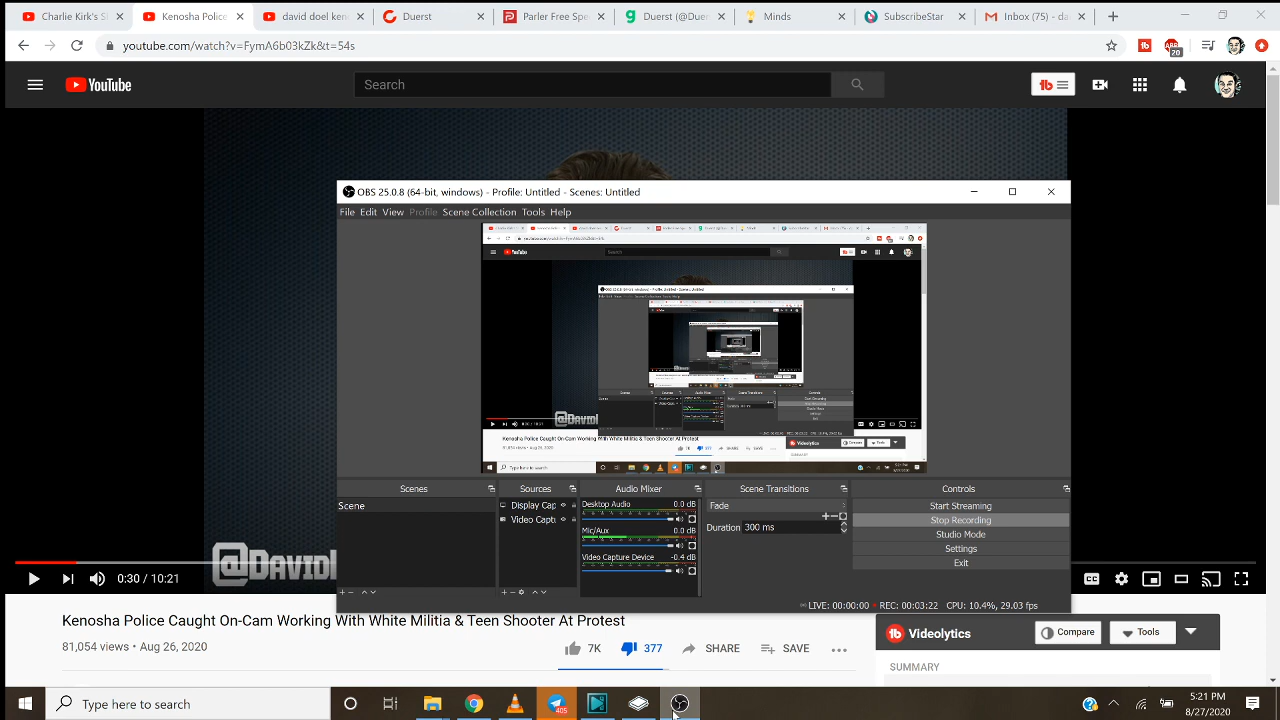 Charlie Kirk's S
Kenosha Police
david doel ken
Duerst
Parler Free Spe
Duerst (@Duer
Minds
SubscribeStar
Inbox (75) - da
youtube.com/watch?v=FymA6b03kZk&t=54s
20
YouTube
Search
OBS 25.0.8 (64-bit, windows) - Profile: Untitled - Scenes: Untitled
File Edit View Profile Scene Collection Tools Help
Scenes
Sources
Audio Mixer
Scene Transitions
Controls
Scene
Display Cap
Video Captu
Desktop Audio 0.0 dB
Mic/Aux 0.0 dB
Video Capture Device -0.4 dB
Fade
Duration 300 ms
Start Streaming
Stop Recording
Studio Mode
Settings
Exit
LIVE: 00:00:00 REC: 00:03:22 CPU: 10.4%, 29.03 fps
@David
0:30 / 10:21
CC
Kenosha Police Caught On-Cam Working With White Militia & Teen Shooter At Protest
81,054 views • Aug 26, 2020
7K
377
SHARE
SAVE
Videolytics
Compare
Tools
SUMMARY
Type here to search
405
5:21 PM
8/27/2020